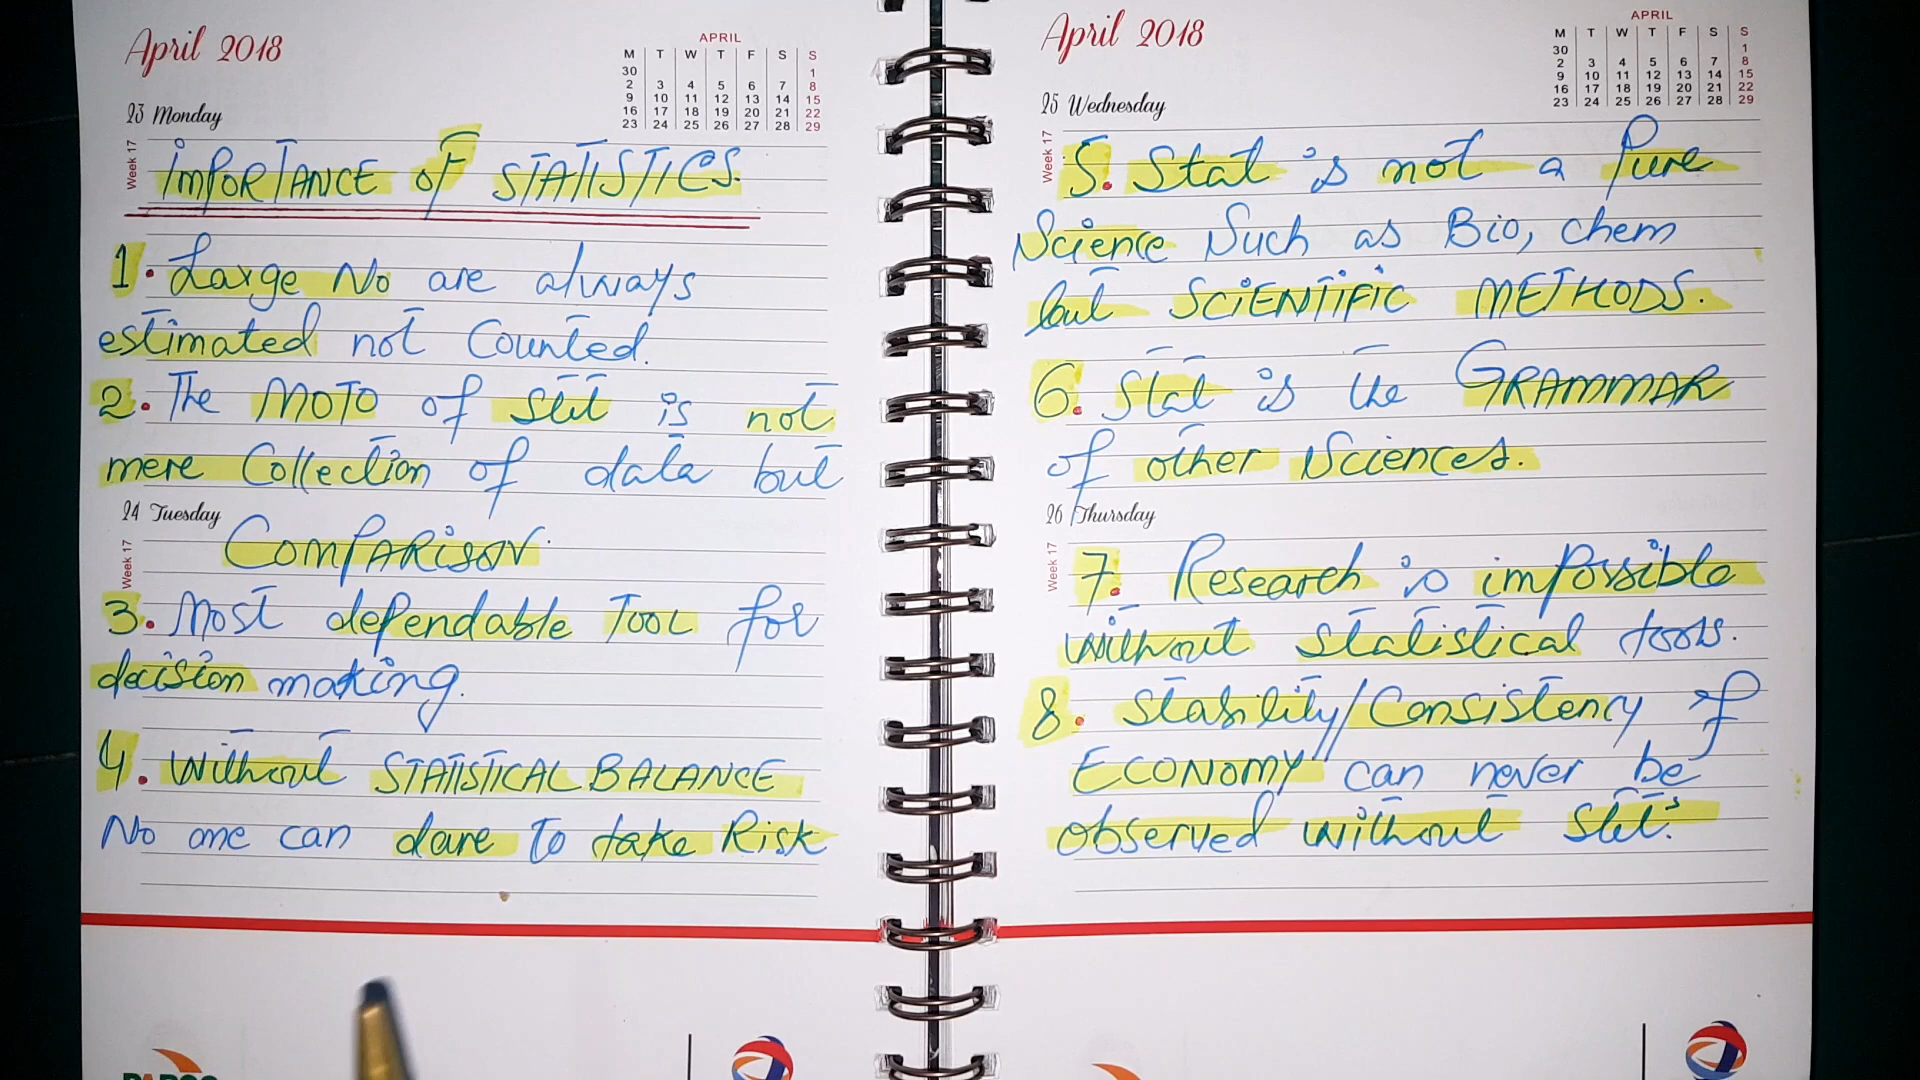 April 2018
APRIL
M T W T F S S
30 1
2 3 4 5 6 7 8
9 10 11 12 13 14 15
16 17 18 19 20 21 22
23 24 25 26 27 28 29
23 Monday
Week 17
IMPORTANCE of STATISTICS.
1. Large No are always
estimated not Counted.
2. The MOTO of Stat is not
mere Collection of data but
24 Tuesday
Week 17
COMPARISON.
3. Most dependable TOOL for
decision making.
4. Without STATISTICAL BALANCE
No one can dare to take Risk
April 2018
APRIL
M T W T F S S
30 1
2 3 4 5 6 7 8
9 10 11 12 13 14 15
16 17 18 19 20 21 22
23 24 25 26 27 28 29
25 Wednesday
Week 17
5. Stat is not a Pure
Science Such as Bio, chem
but SCIENTIFIC METHODS.
6. Stat is the GRAMMAR
of other Sciences.
26 Thursday
Week 17
7. Research is impossible
without statistical tools.
8. Stability/Consistency of
ECONOMY can never be
observed without Stat.